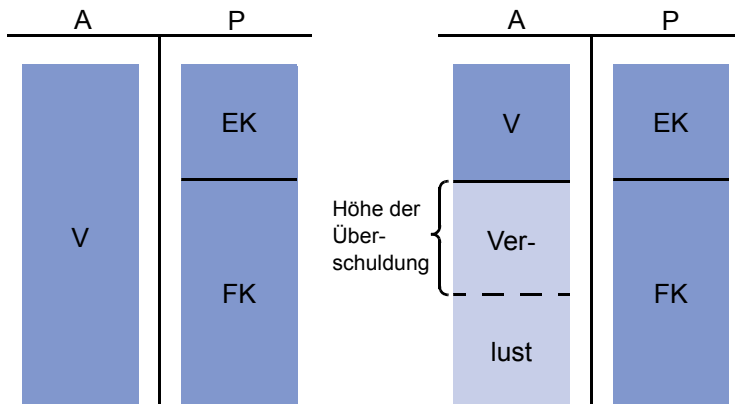 A P
V
EK
FK
A P
V
EK
Höhe der
Über-
schuldung
Ver-
FK
lust